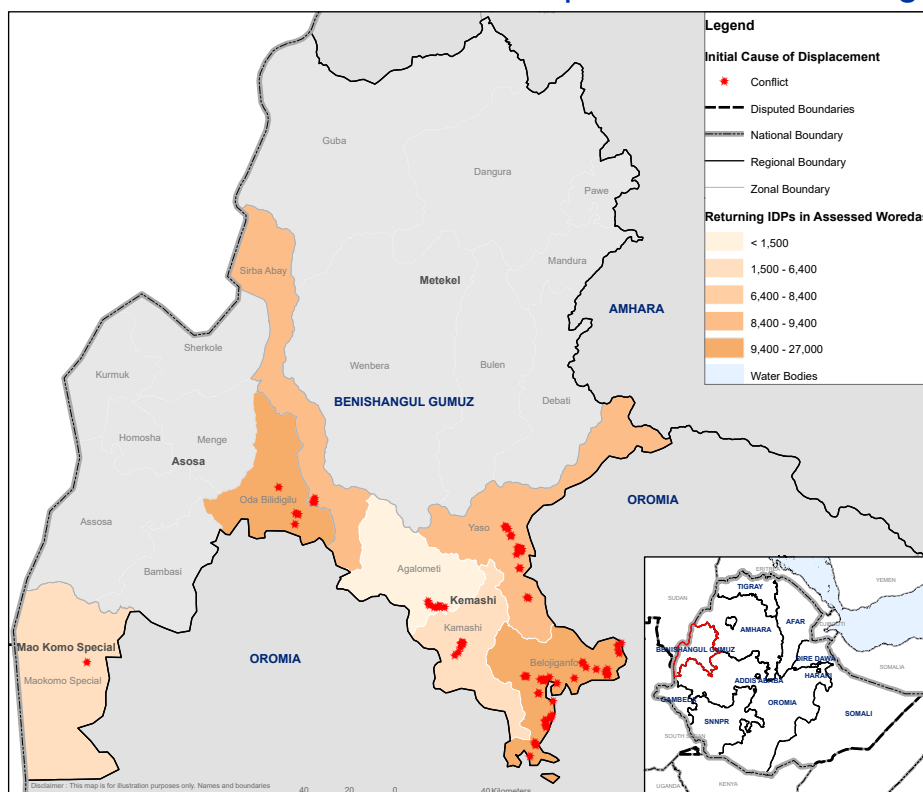 Legend
Initial Cause of Displacement
Conflict
Disputed Boundaries
National Boundary
Regional Boundary
Zonal Boundary
Returning IDPs in Assessed Woredas
< 1,500
1,500 - 6,400
6,400 - 8,400
8,400 - 9,400
9,400 - 27,000
Water Bodies
Guba
Dangura
Pawe
Mandura
Sirba Abay
Metekel
AMHARA
Sherkole
Wenbera
Bulen
Kurmuk
BENISHANGUL GUMUZ
Debati
Homosha
Menge
Asosa
Oda Bilidigilu
OROMIA
Assosa
Yaso
Bambasi
Agalometi
Kemashi
Kamashi
Mao Komo Special
OROMIA
Belojiganfo
Maokomo Special
Disclaimer : This map is for illustration purposes only. Names and boundaries
40 20 0 40 Kilometers
SUDAN
TIGRAY
YEMEN
AFAR
AMHARA
BENISHANGUL GUMUZ
DIRE DAWA
SOMALIA
HARARI
ADDIS ABABA
GAMBELA
OROMIA
SOMALI
SNNPR
SOUTH SUDAN
UGANDA
KENYA